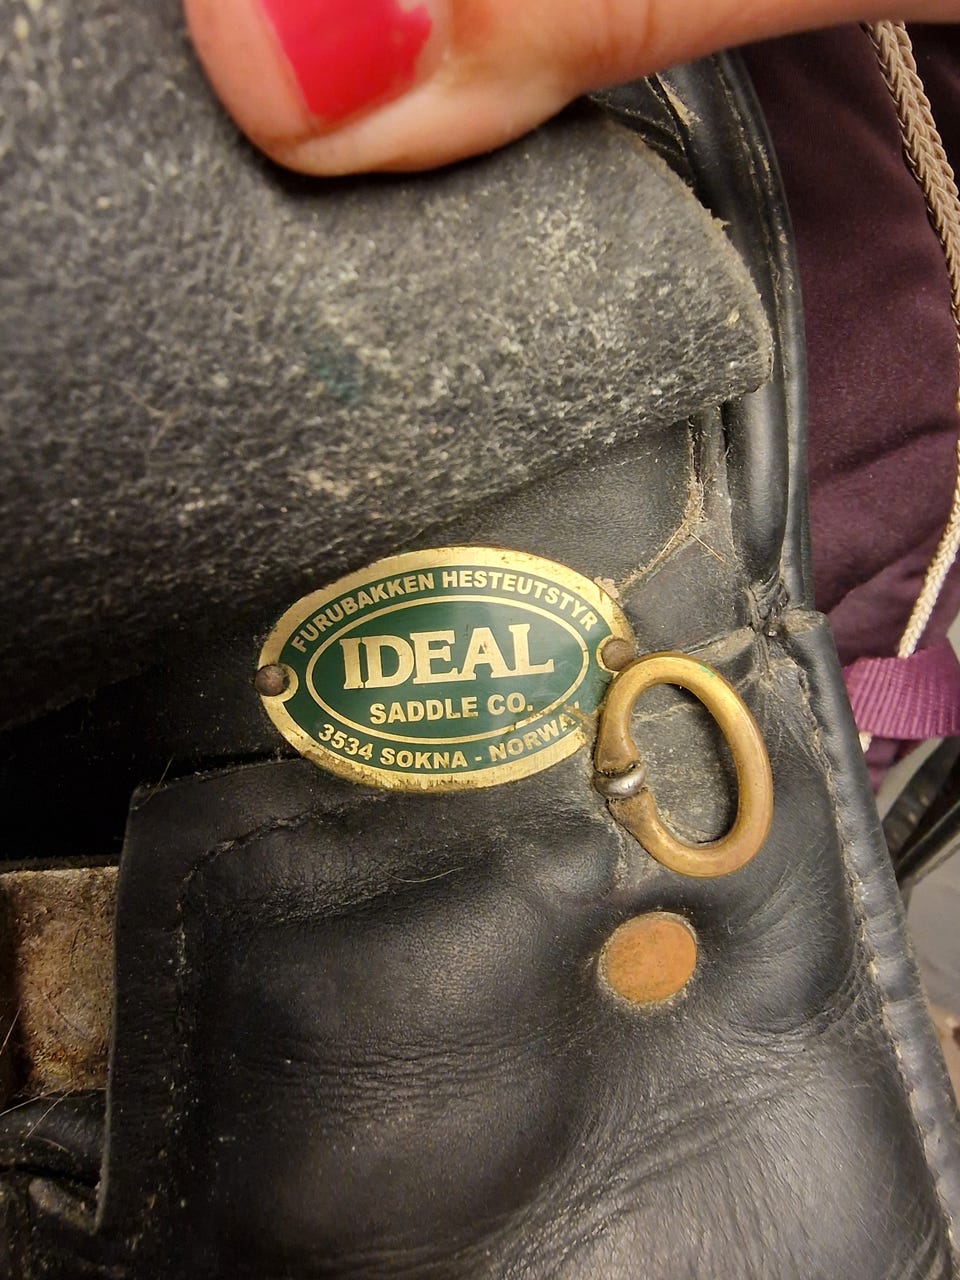 FURUBAKKEN HESTEUTSTYR
IDEAL
SADDLE CO.
3534 SOKNA - NORWAY